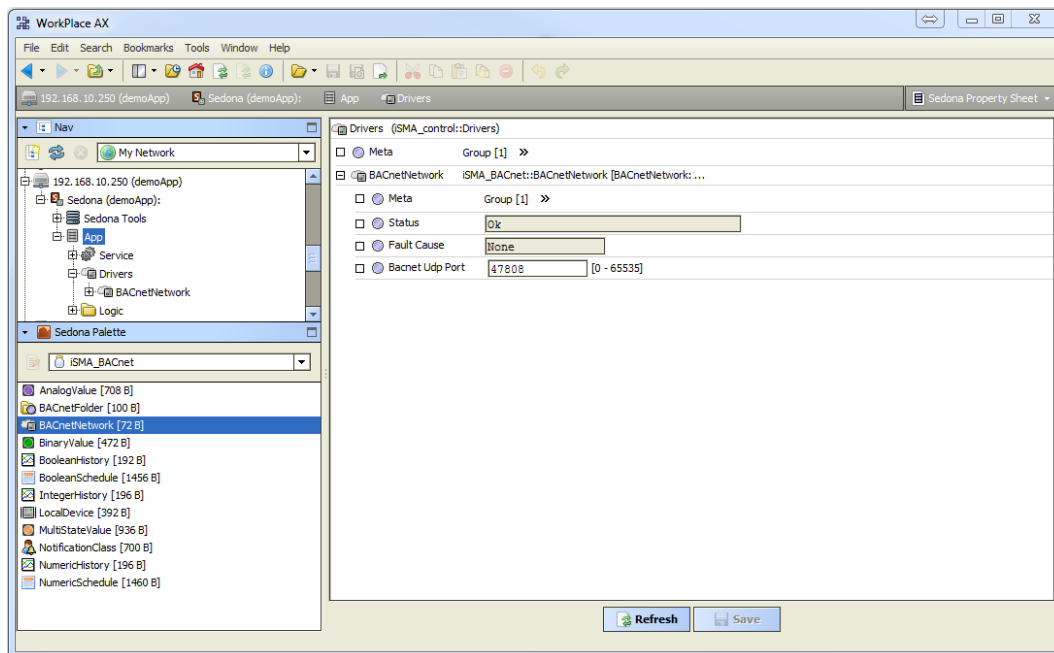 WorkPlace AX
File Edit Search Bookmarks Tools Window Help
192.168.10.250 (demoApp) Sedona (demoApp): App Drivers Sedona Property Sheet
Nav
My Network
192.168.10.250 (demoApp)
Sedona (demoApp):
Sedona Tools
App
Service
Drivers
BACnetNetwork
Logic
Sedona Palette
iSMA_BACnet
AnalogValue [708 B]
BACnetFolder [100 B]
BACnetNetwork [72 B]
BinaryValue [472 B]
BooleanHistory [192 B]
BooleanSchedule [1456 B]
IntegerHistory [196 B]
LocalDevice [392 B]
MultiStateValue [936 B]
NotificationClass [700 B]
NumericHistory [196 B]
NumericSchedule [1460 B]
Drivers (iSMA_control::Drivers)
Meta Group [1] »
BACnetNetwork iSMA_BACnet::BACnetNetwork [BACnetNetwork: ...
Meta Group [1] »
Status Ok
Fault Cause None
Bacnet Udp Port 47808 [0 - 65535]
Refresh Save